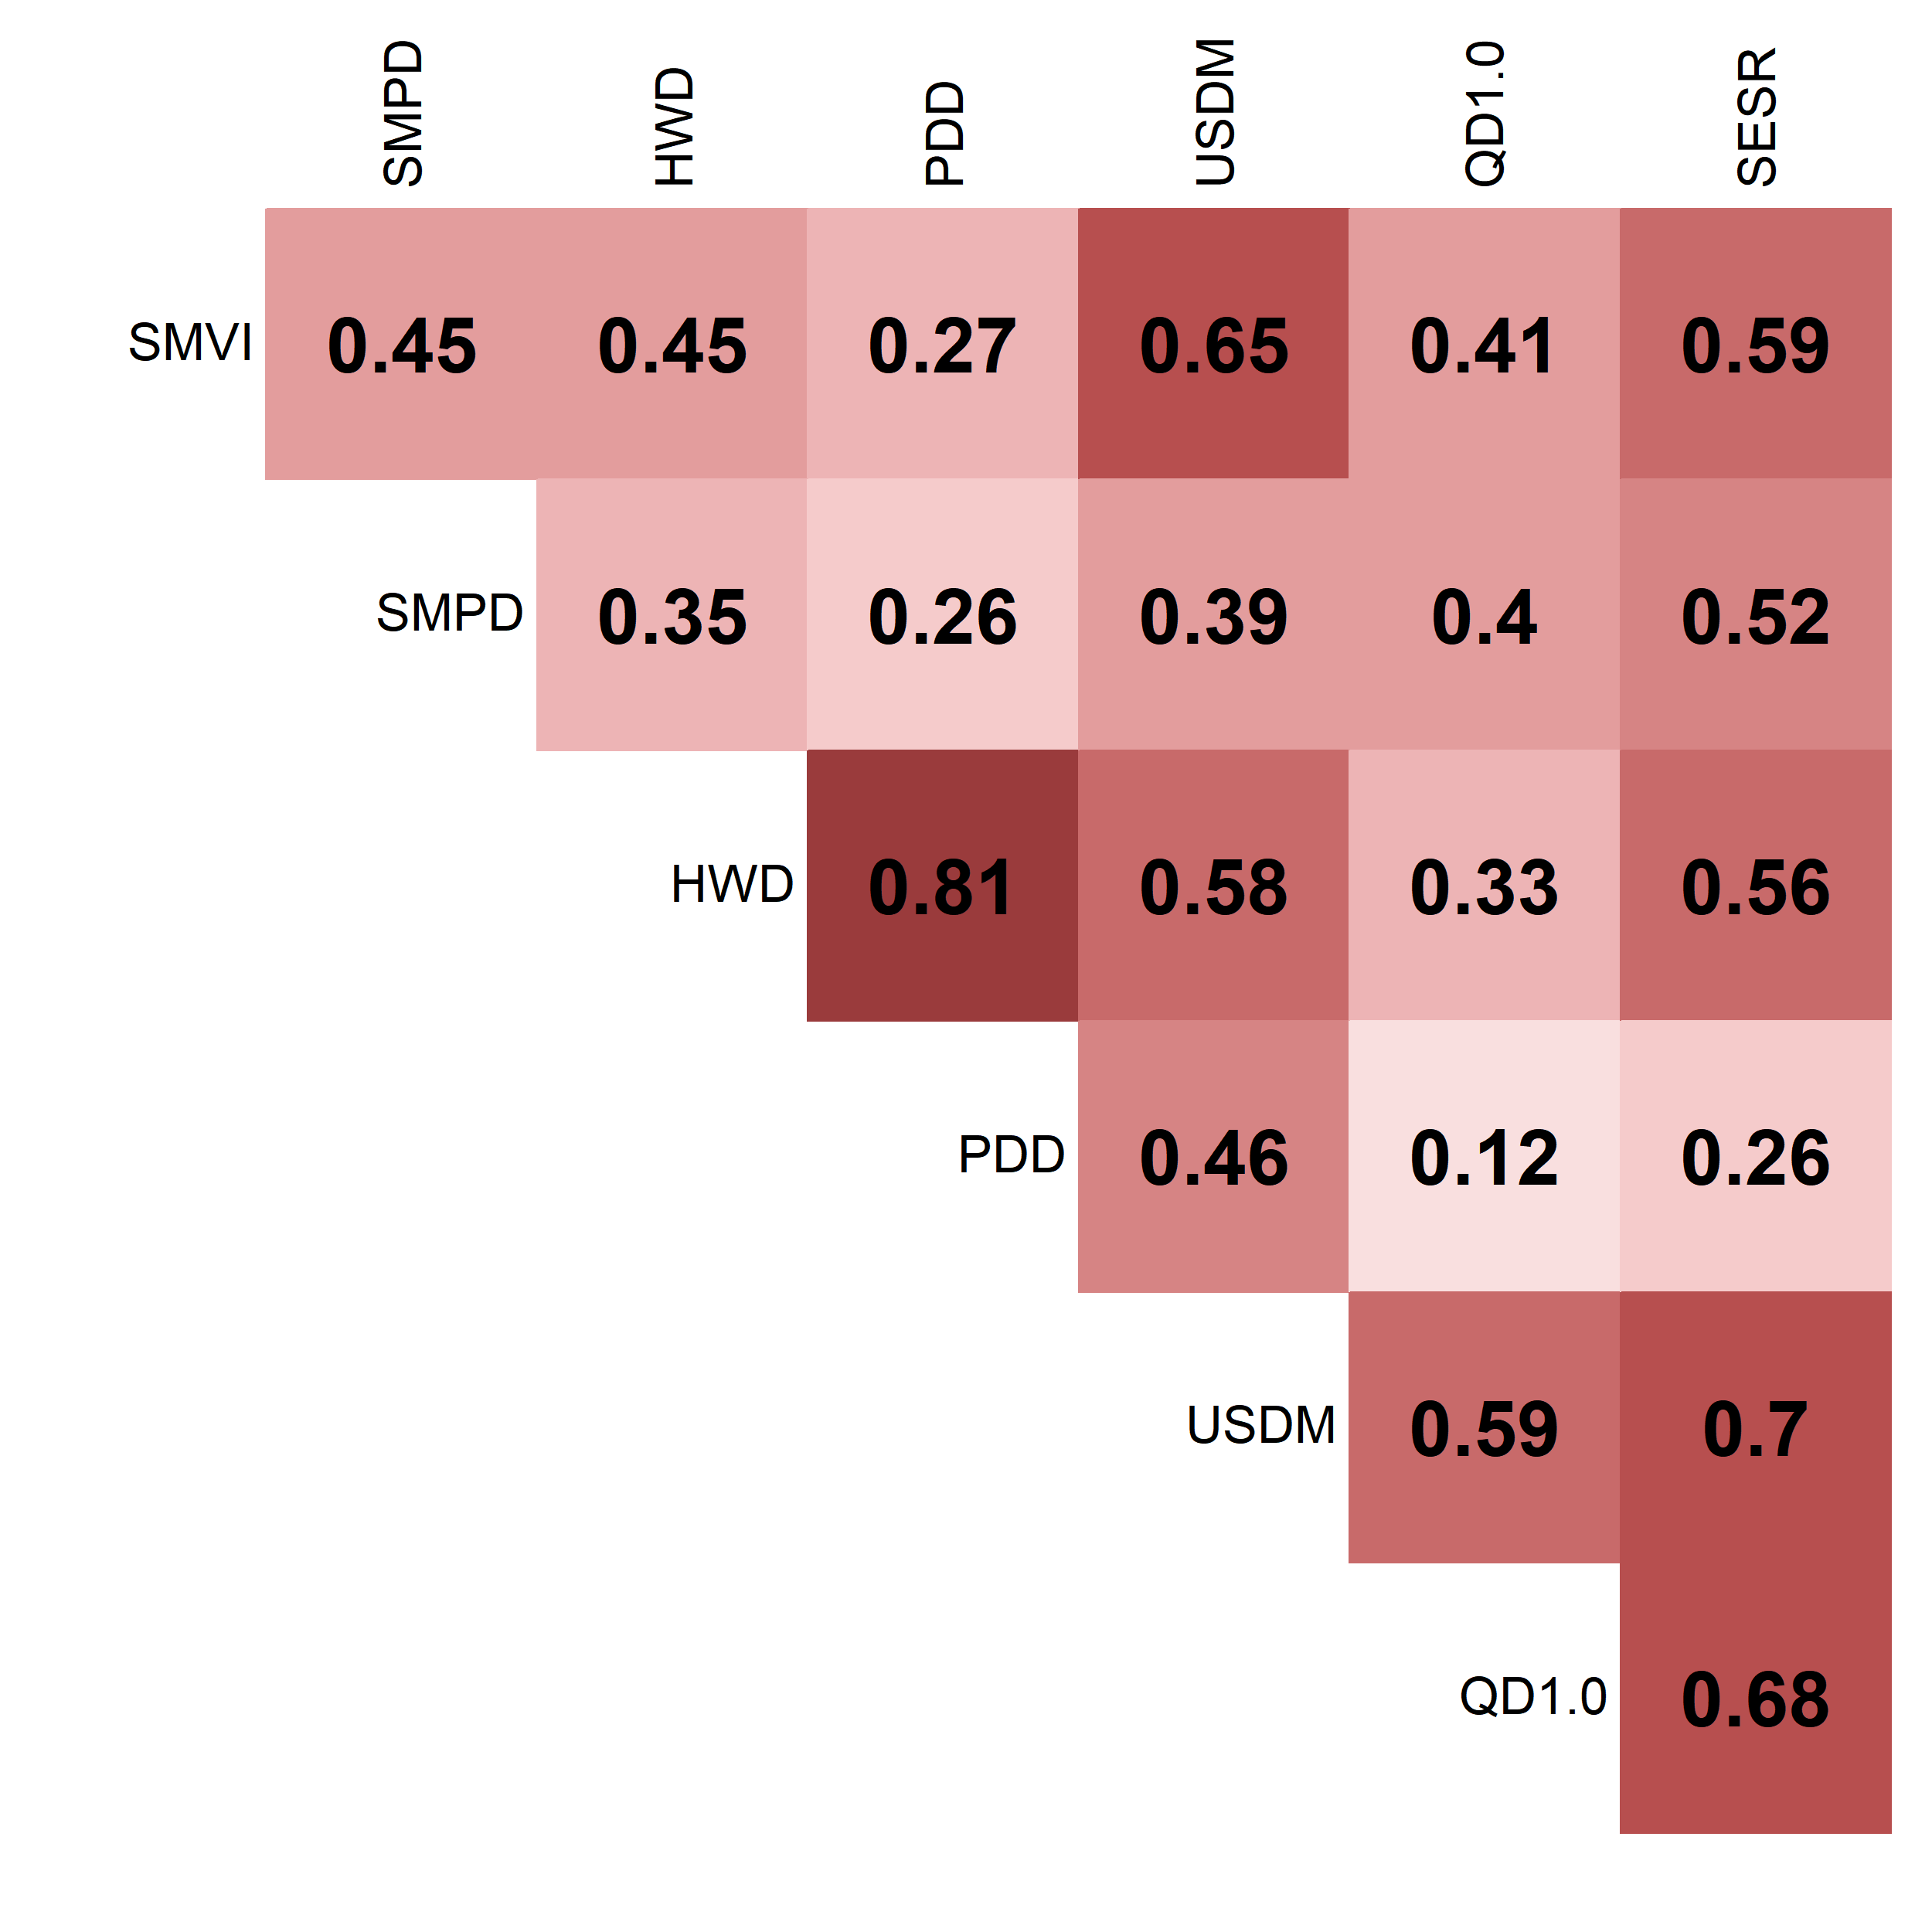 SMPD HWD PDD USDM QD1.0 SESR
SMVI 0.45 0.45 0.27 0.65 0.41 0.59
SMPD 0.35 0.26 0.39 0.4 0.52
HWD 0.81 0.58 0.33 0.56
PDD 0.46 0.12 0.26
USDM 0.59 0.7
QD1.0 0.68